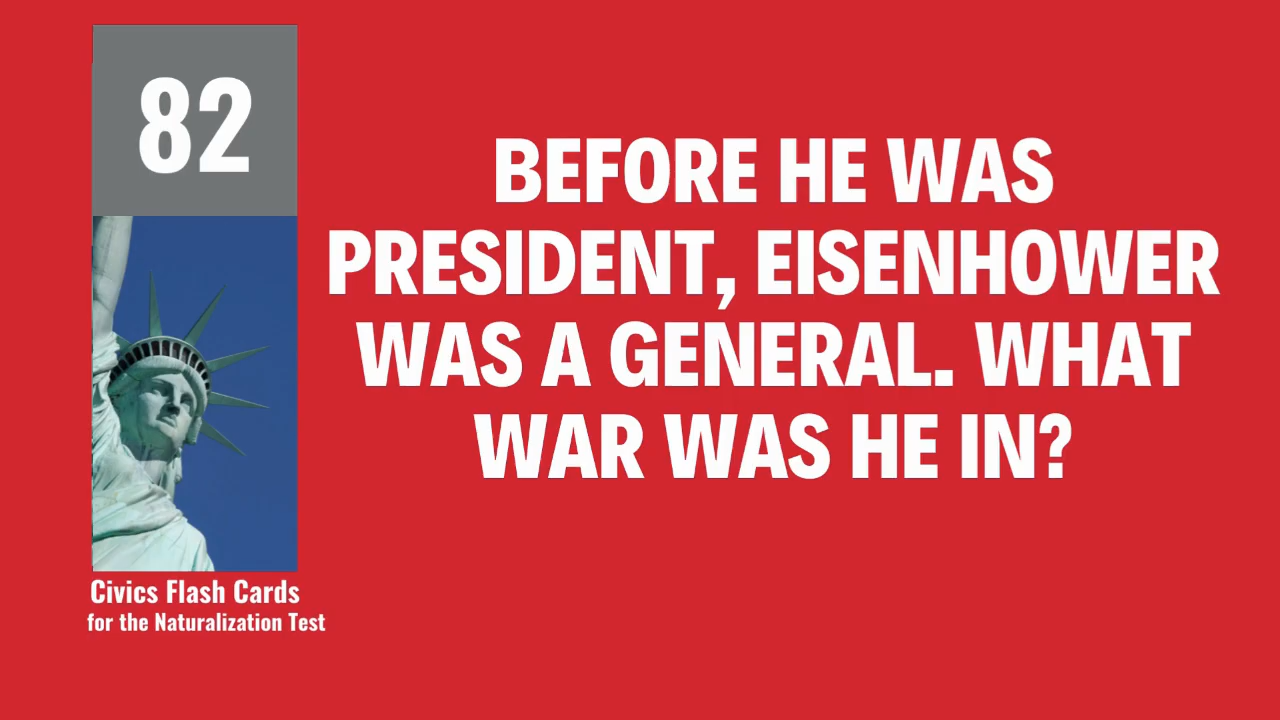 82
BEFORE HE WAS
PRESIDENT, EISENHOWER
WAS A GENERAL. WHAT
WAR WAS HE IN?
Civics Flash Cards
for the Naturalization Test